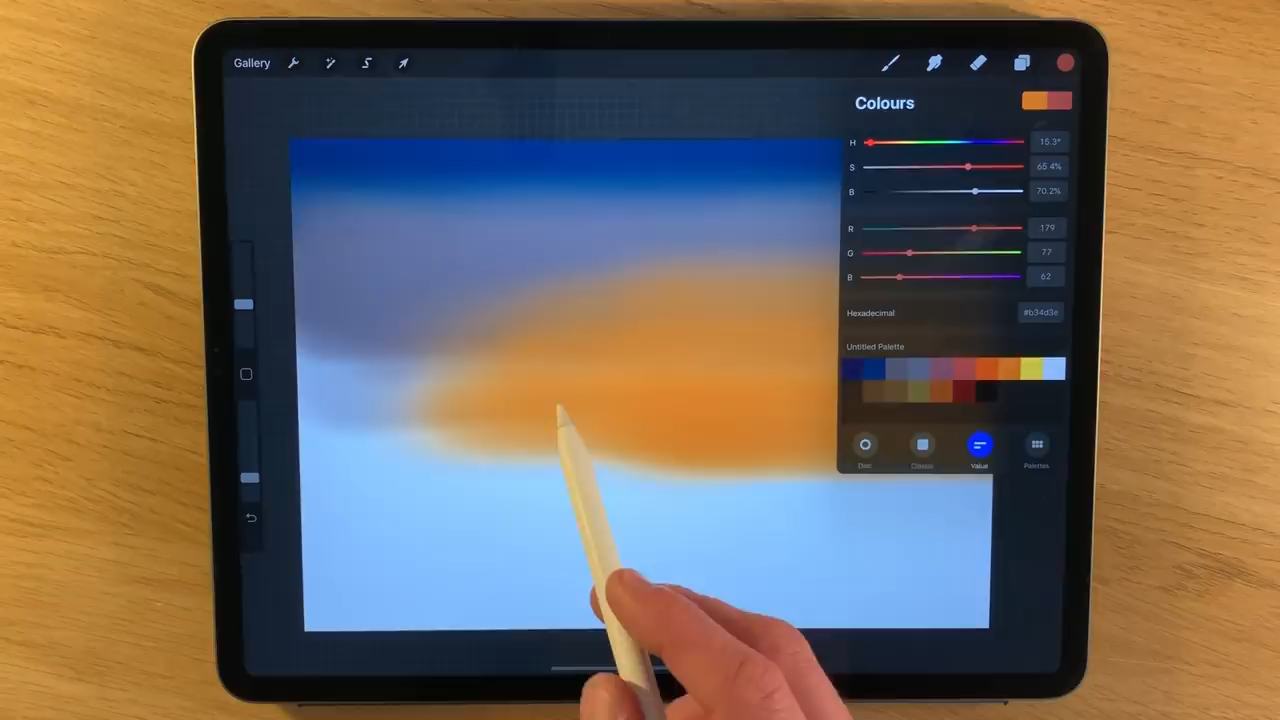 Gallery
Colours
H 15.3°
S 65.4%
B 70.2%
R 179
G 77
B 62
Hexadecimal #b34d3e
Untitled Palette
Disc Classic Value Palettes